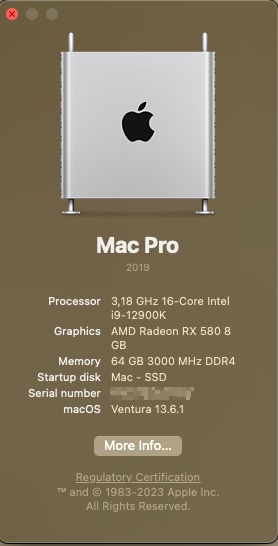 Mac Pro
2019
Processor 3,18 GHz 16-Core Intel
i9-12900K
Graphics AMD Radeon RX 580 8
GB
Memory 64 GB 3000 MHz DDR4
Startup disk Mac - SSD
Serial number
macOS Ventura 13.6.1
More Info...
Regulatory Certification
™ and © 1983-2023 Apple Inc.
All Rights Reserved.